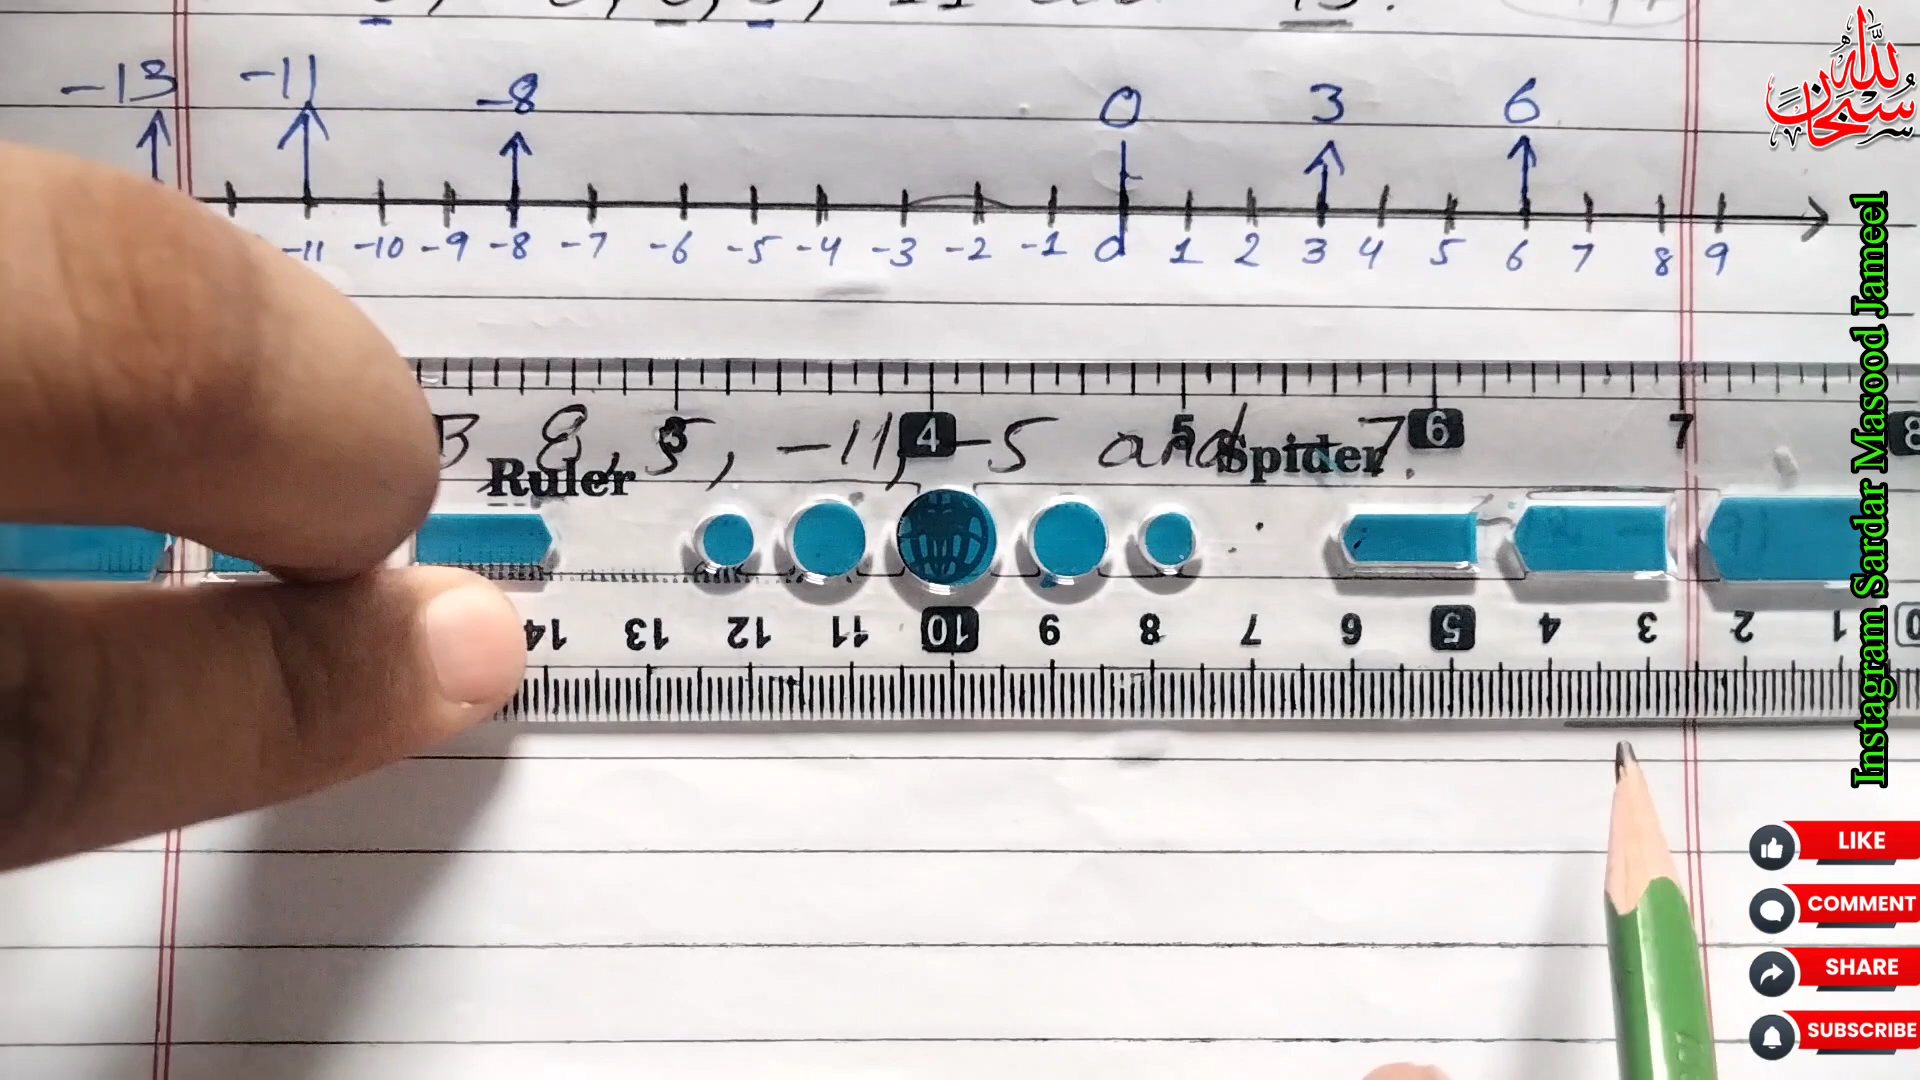 -13 -11 -8 0 3 6
-11 -10 -9 -8 -7 -6 -5 -4 -3 -2 -1 0 1 2 3 4 5 6 7 8 9
3 4 5 6 7 8
8, 5, -11, -5 and -7.
Ruler Spider
14 13 12 11 10 9 8 7 6 5 4 3 2 1 0
سبحان الله
Instagram Sardar Masood Jameel
LIKE
COMMENT
SHARE
SUBSCRIBE